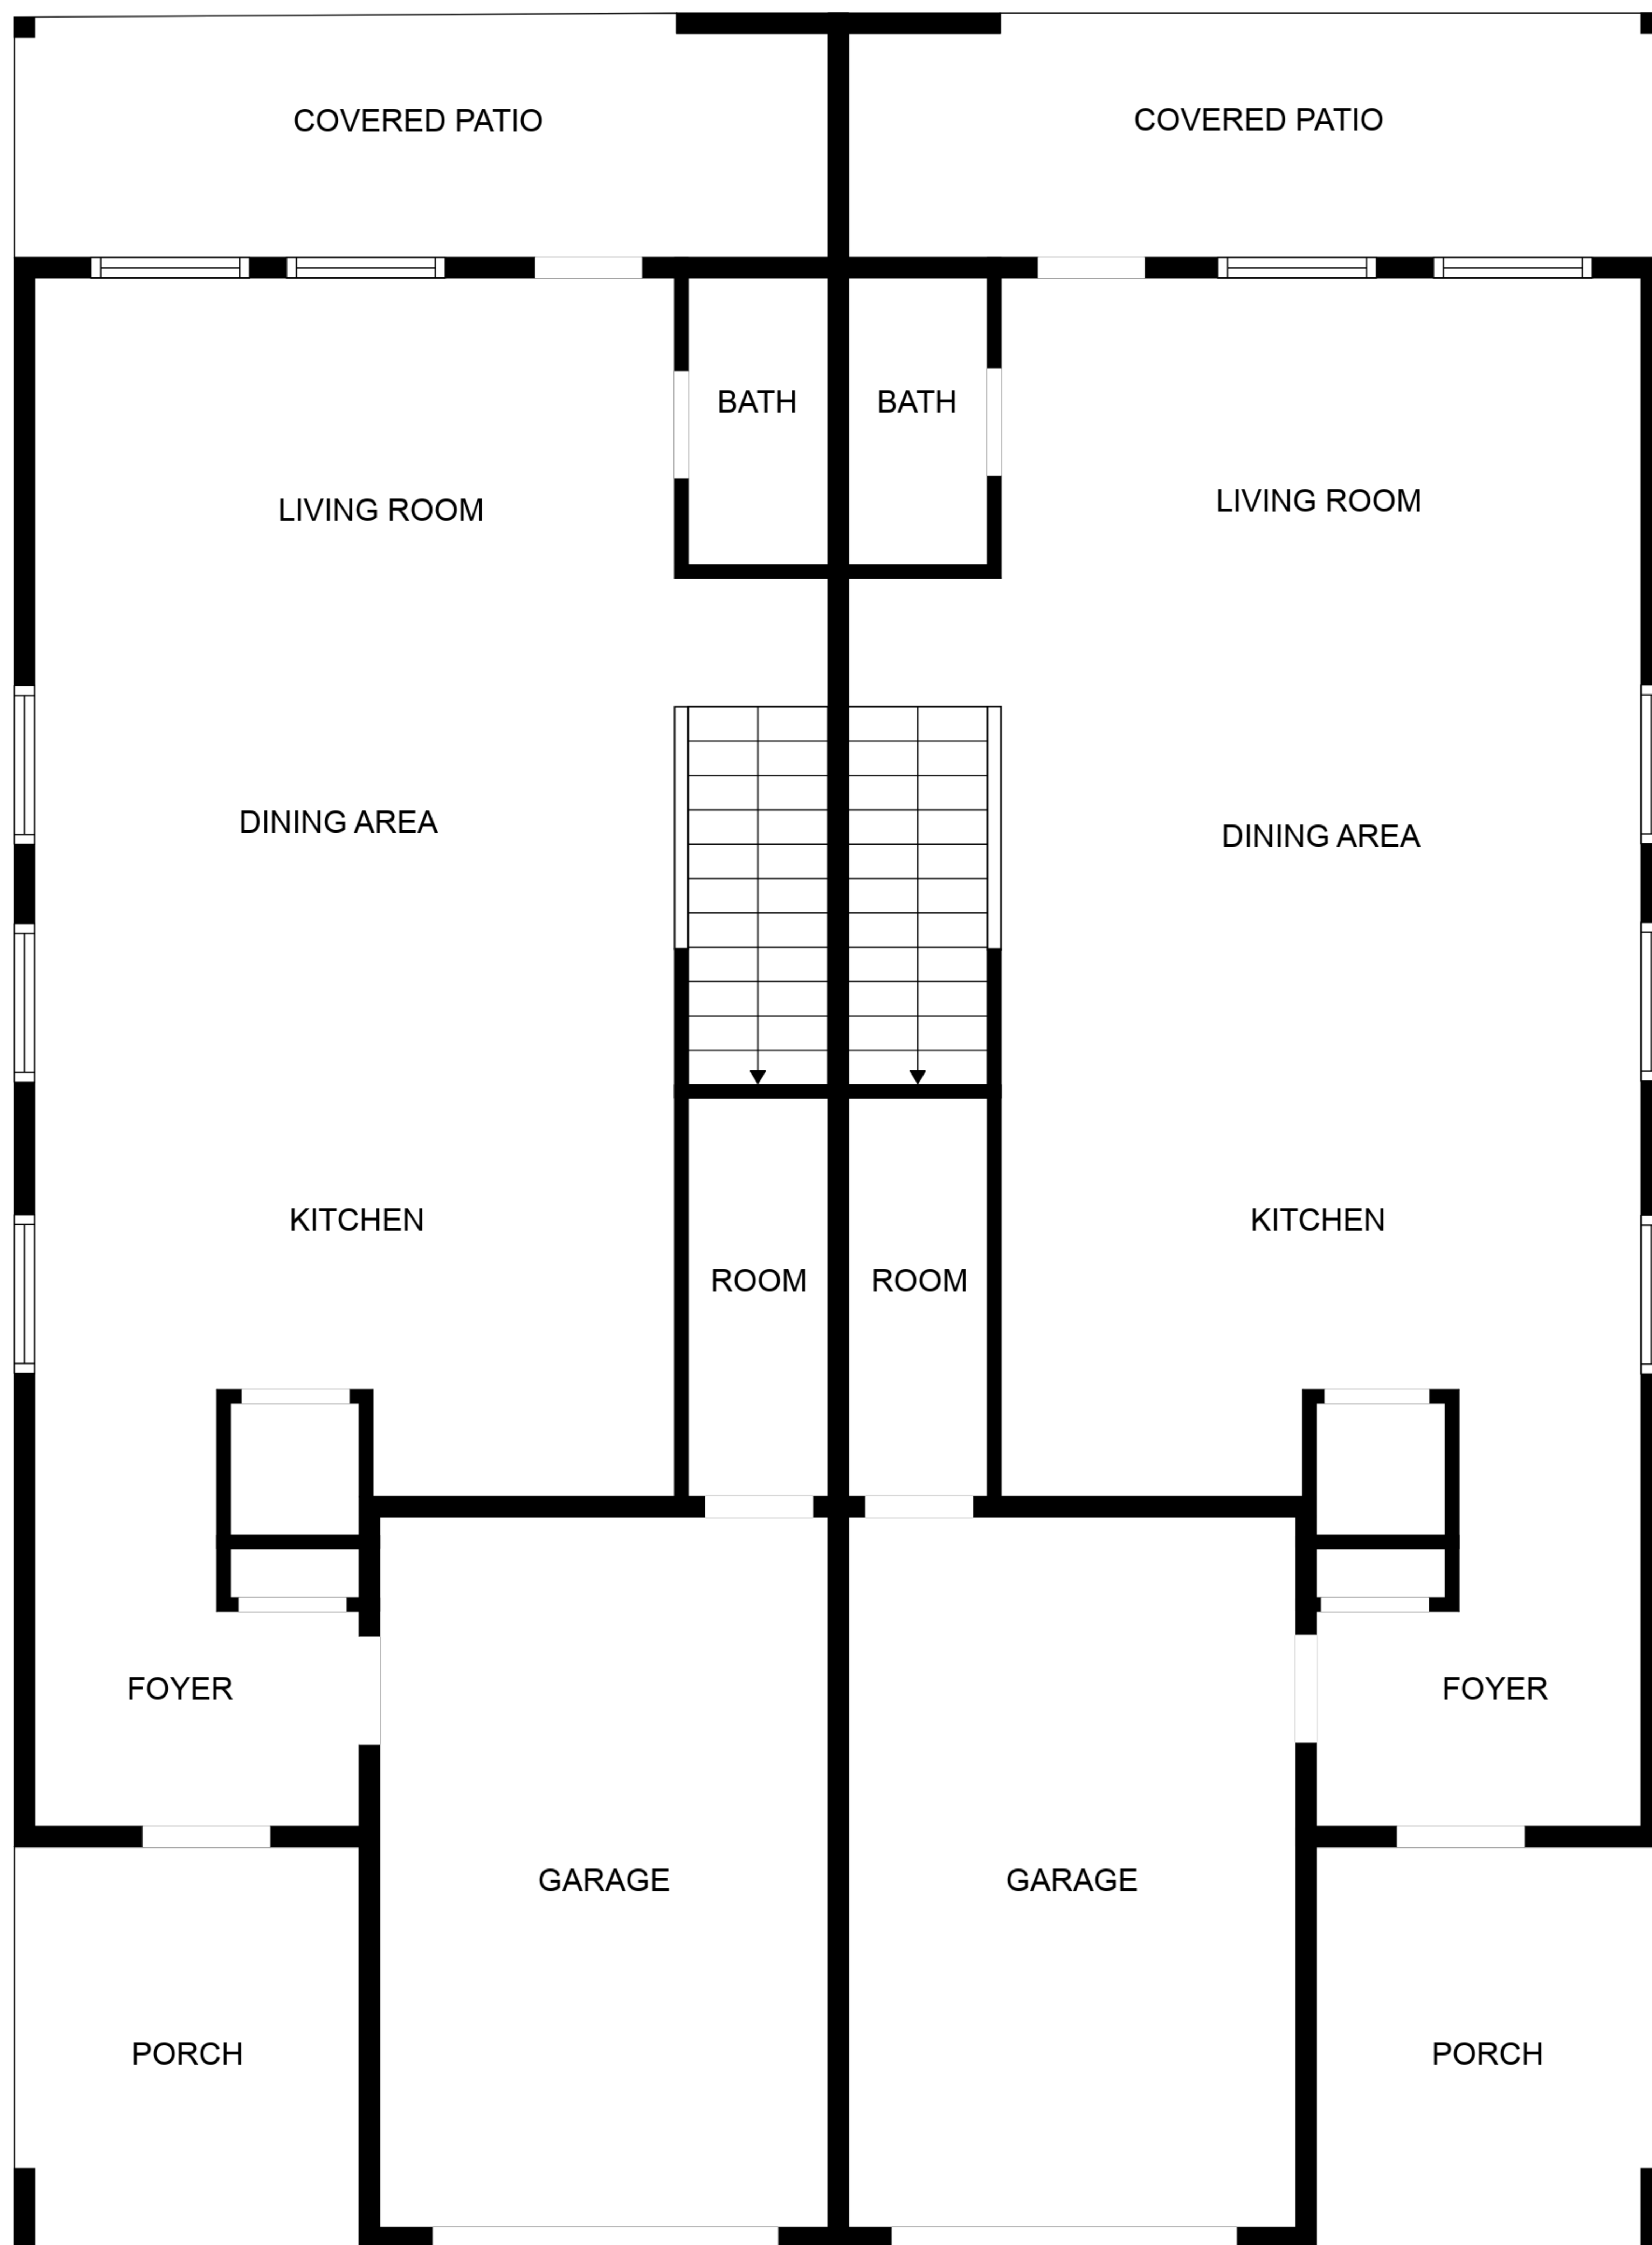 COVERED PATIO
COVERED PATIO
BATH
BATH
LIVING ROOM
LIVING ROOM
DINING AREA
DINING AREA
KITCHEN
KITCHEN
ROOM
ROOM
FOYER
FOYER
GARAGE
GARAGE
PORCH
PORCH